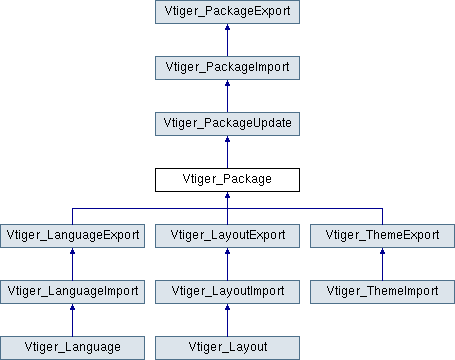 Vtiger_PackageExport
Vtiger_PackageImport
Vtiger_PackageUpdate
Vtiger_Package
Vtiger_LanguageExport
Vtiger_LayoutExport
Vtiger_ThemeExport
Vtiger_LanguageImport
Vtiger_LayoutImport
Vtiger_ThemeImport
Vtiger_Language
Vtiger_Layout